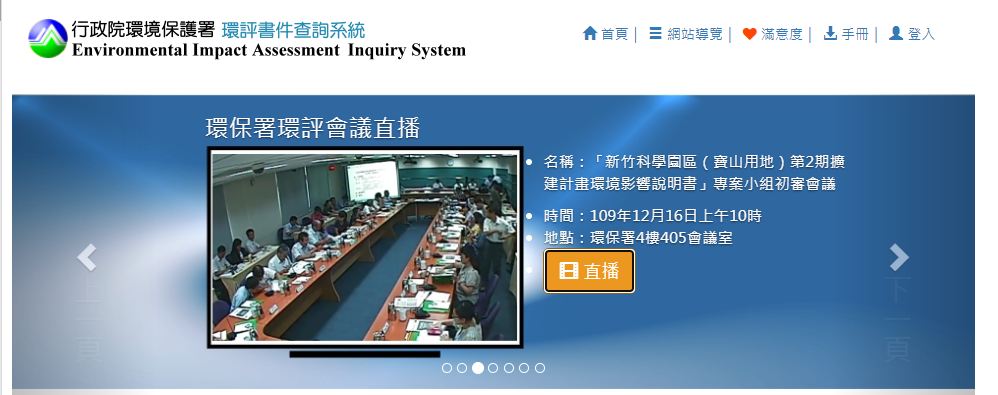 行政院環境保護署 環評書件查詢系統
Environmental Impact Assessment Inquiry System
首頁 | 網站導覽 | 滿意度 | 手冊 | 登入
環保署環評會議直播
名稱：「新竹科學園區（寶山用地）第2期擴
建計畫環境影響說明書」專案小組初審會議
時間：109年12月16日上午10時
地點：環保署4樓405會議室
直播
上一頁
下一頁